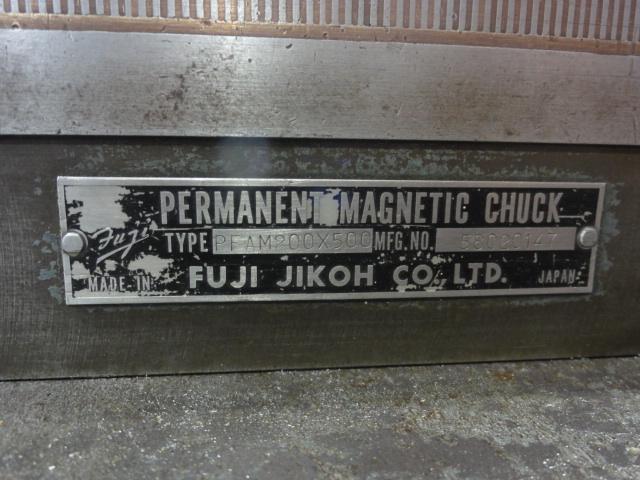 PERMANENT MAGNETIC CHUCK
Fuji TYPE PFAM200X500 MFG.NO.
MADE IN FUJI JIKOH CO. LTD. JAPAN